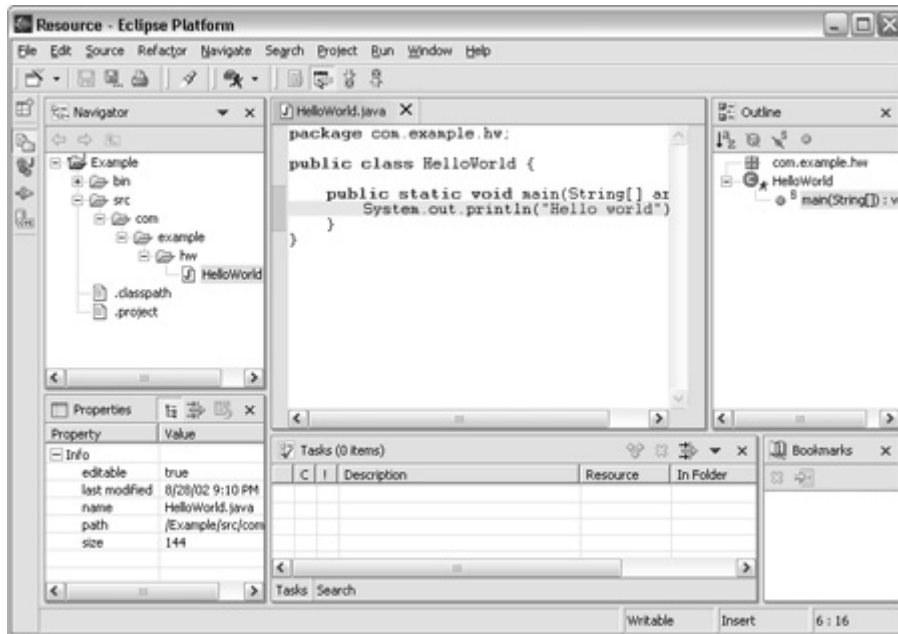 Resource - Eclipse Platform
File Edit Source Refactor Navigate Search Project Run Window Help
Navigator
Example
bin
src
com
example
hw
HelloWorld
.classpath
.project
HelloWorld.java
package com.example.hw;
public class HelloWorld {
public static void main(String[] ar
System.out.println("Hello world")
}
}
Outline
com.example.hw
HelloWorld
main(String[]) : v
Properties
Property Value
Info
editable true
last modified 8/28/02 9:10 PM
name HelloWorld.java
path /Example/src/com
size 144
Tasks (0 items)
C ! Description Resource In Folder
Tasks Search
Bookmarks
Writable Insert 6 : 16